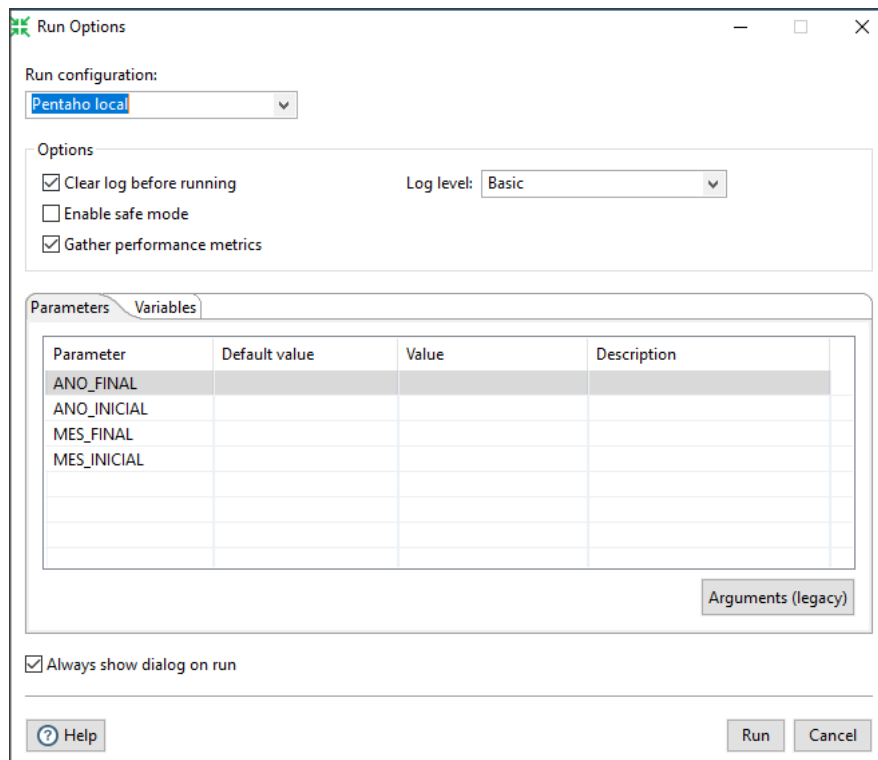 Run Options
Run configuration:
Pentaho local
Options
Clear log before running
Log level: Basic
Enable safe mode
Gather performance metrics
Parameters Variables
Parameter Default value Value Description
ANO_FINAL
ANO_INICIAL
MES_FINAL
MES_INICIAL
Arguments (legacy)
Always show dialog on run
? Help Run Cancel